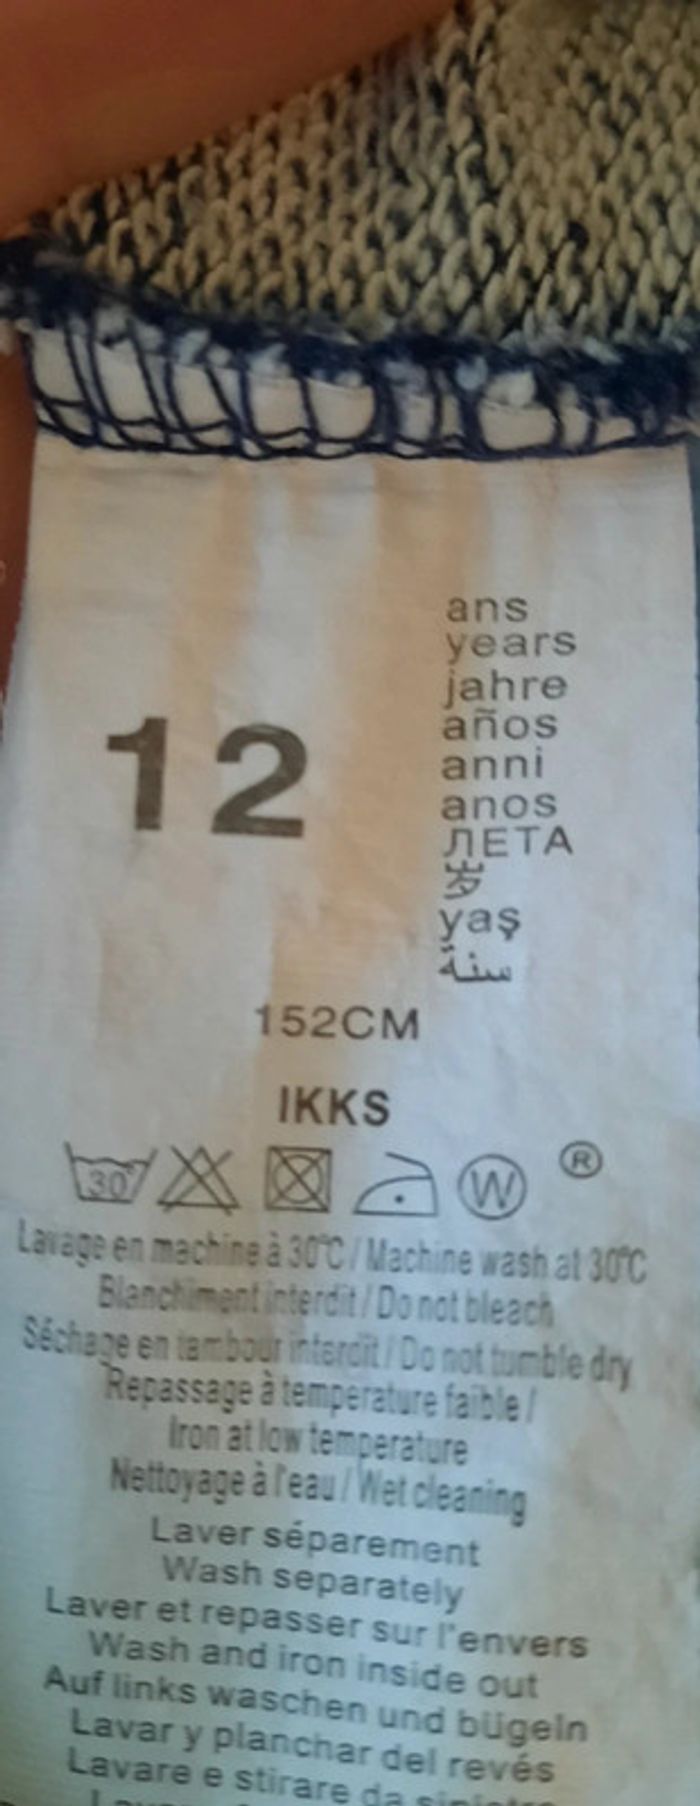 12
ans
years
jahre
años
anni
anos
ЛЕТА
岁
yaş
سنة
152CM
IKKS
30 W ®
Lavage en machine à 30°C / Machine wash at 30°C
Blanchiment interdit / Do not bleach
Séchage en tambour interdit / Do not tumble dry
Repassage à température faible /
Iron at low temperature
Nettoyage à l'eau / Wet cleaning
Laver séparement
Wash separately
Laver et repasser sur l'envers
Wash and iron inside out
Auf links waschen und bügeln
Lavar y planchar del revés
Lavare e stirare da